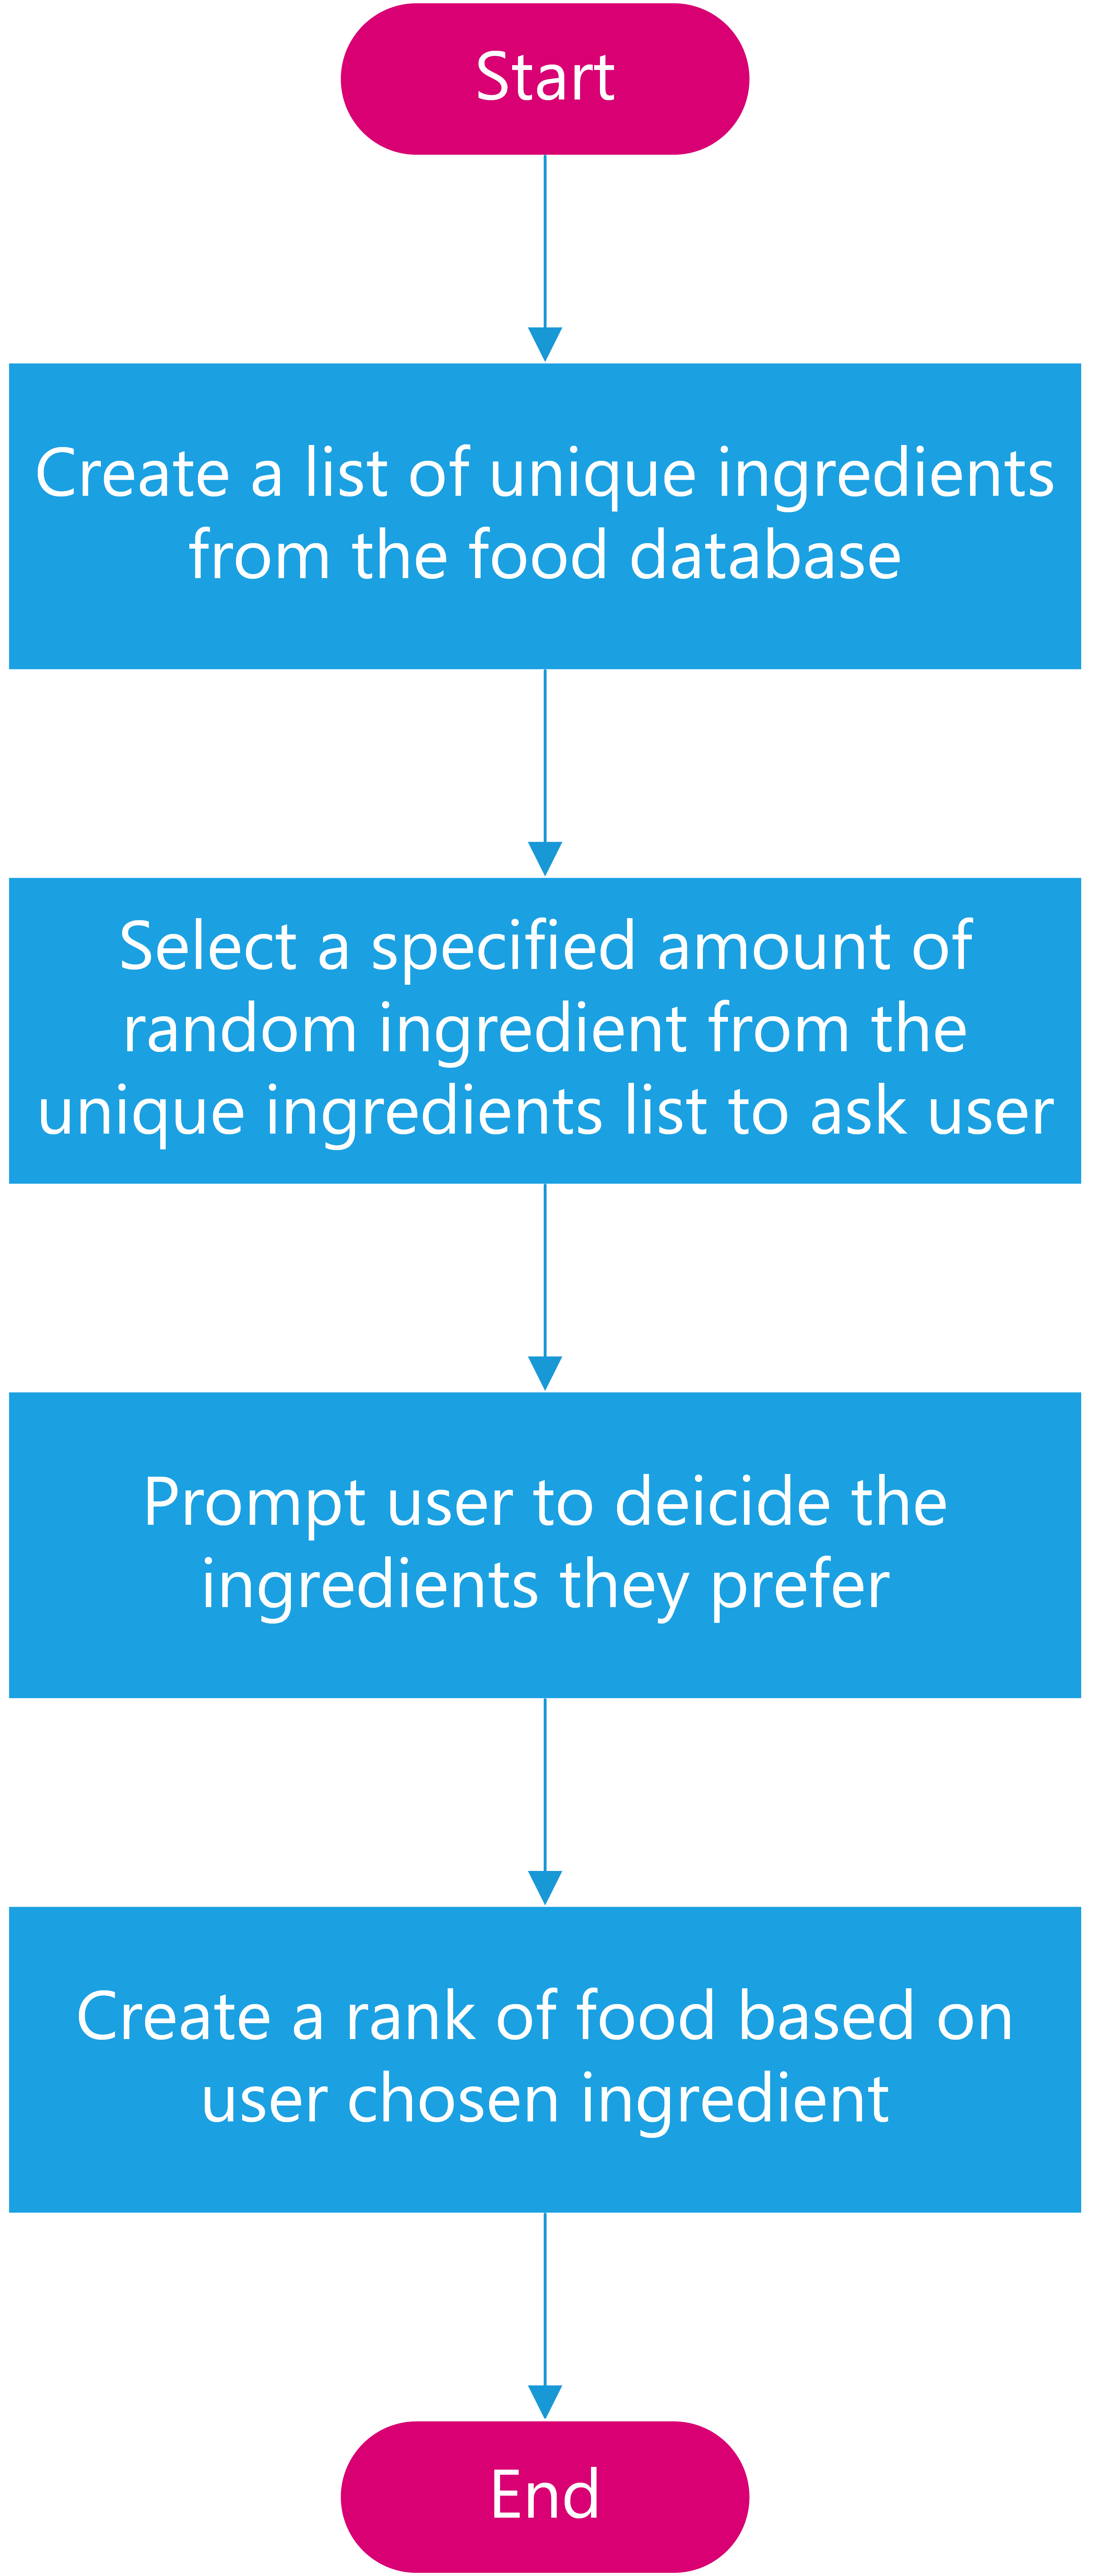 Start
Create a list of unique ingredients
from the food database
Select a specified amount of
random ingredient from the
unique ingredients list to ask user
Prompt user to deicide the
ingredients they prefer
Create a rank of food based on
user chosen ingredient
End